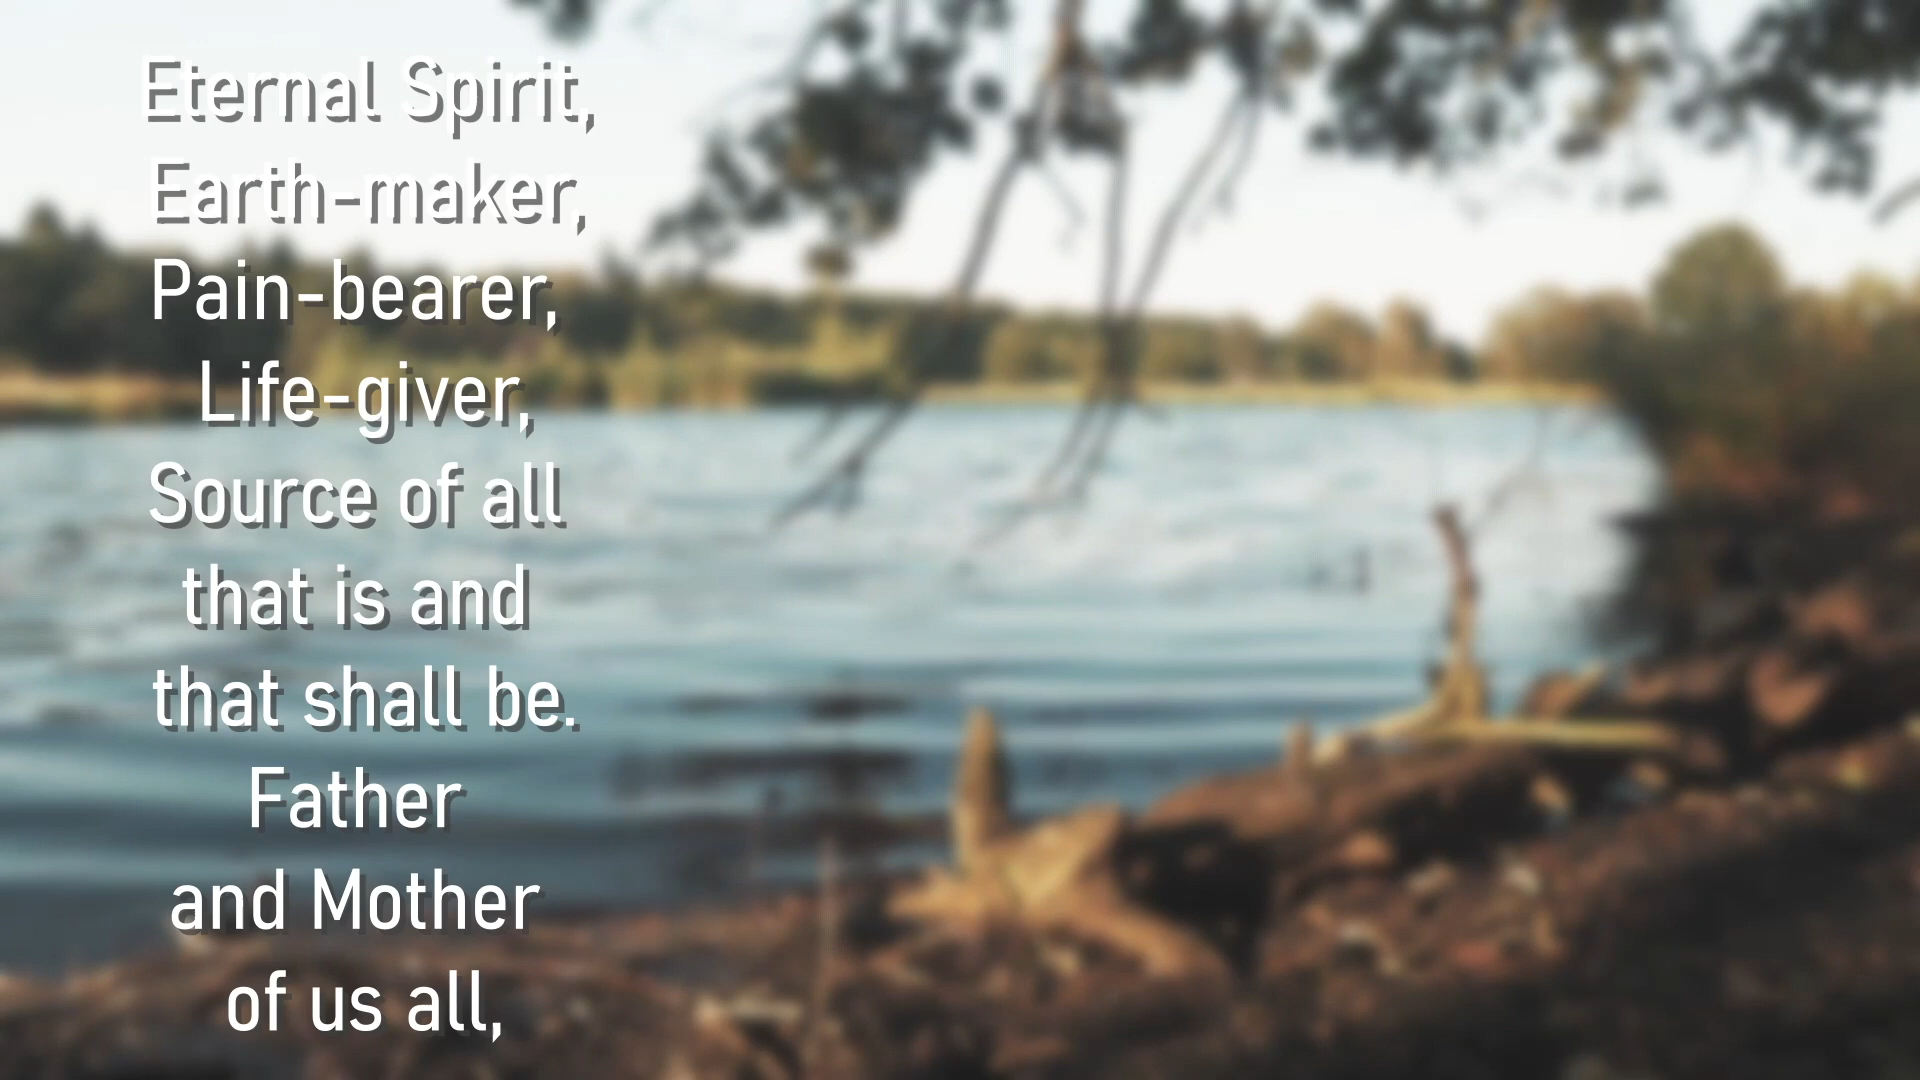 Eternal Spirit,
Earth-maker,
Pain-bearer,
Life-giver,
Source of all
that is and
that shall be.
Father
and Mother
of us all,